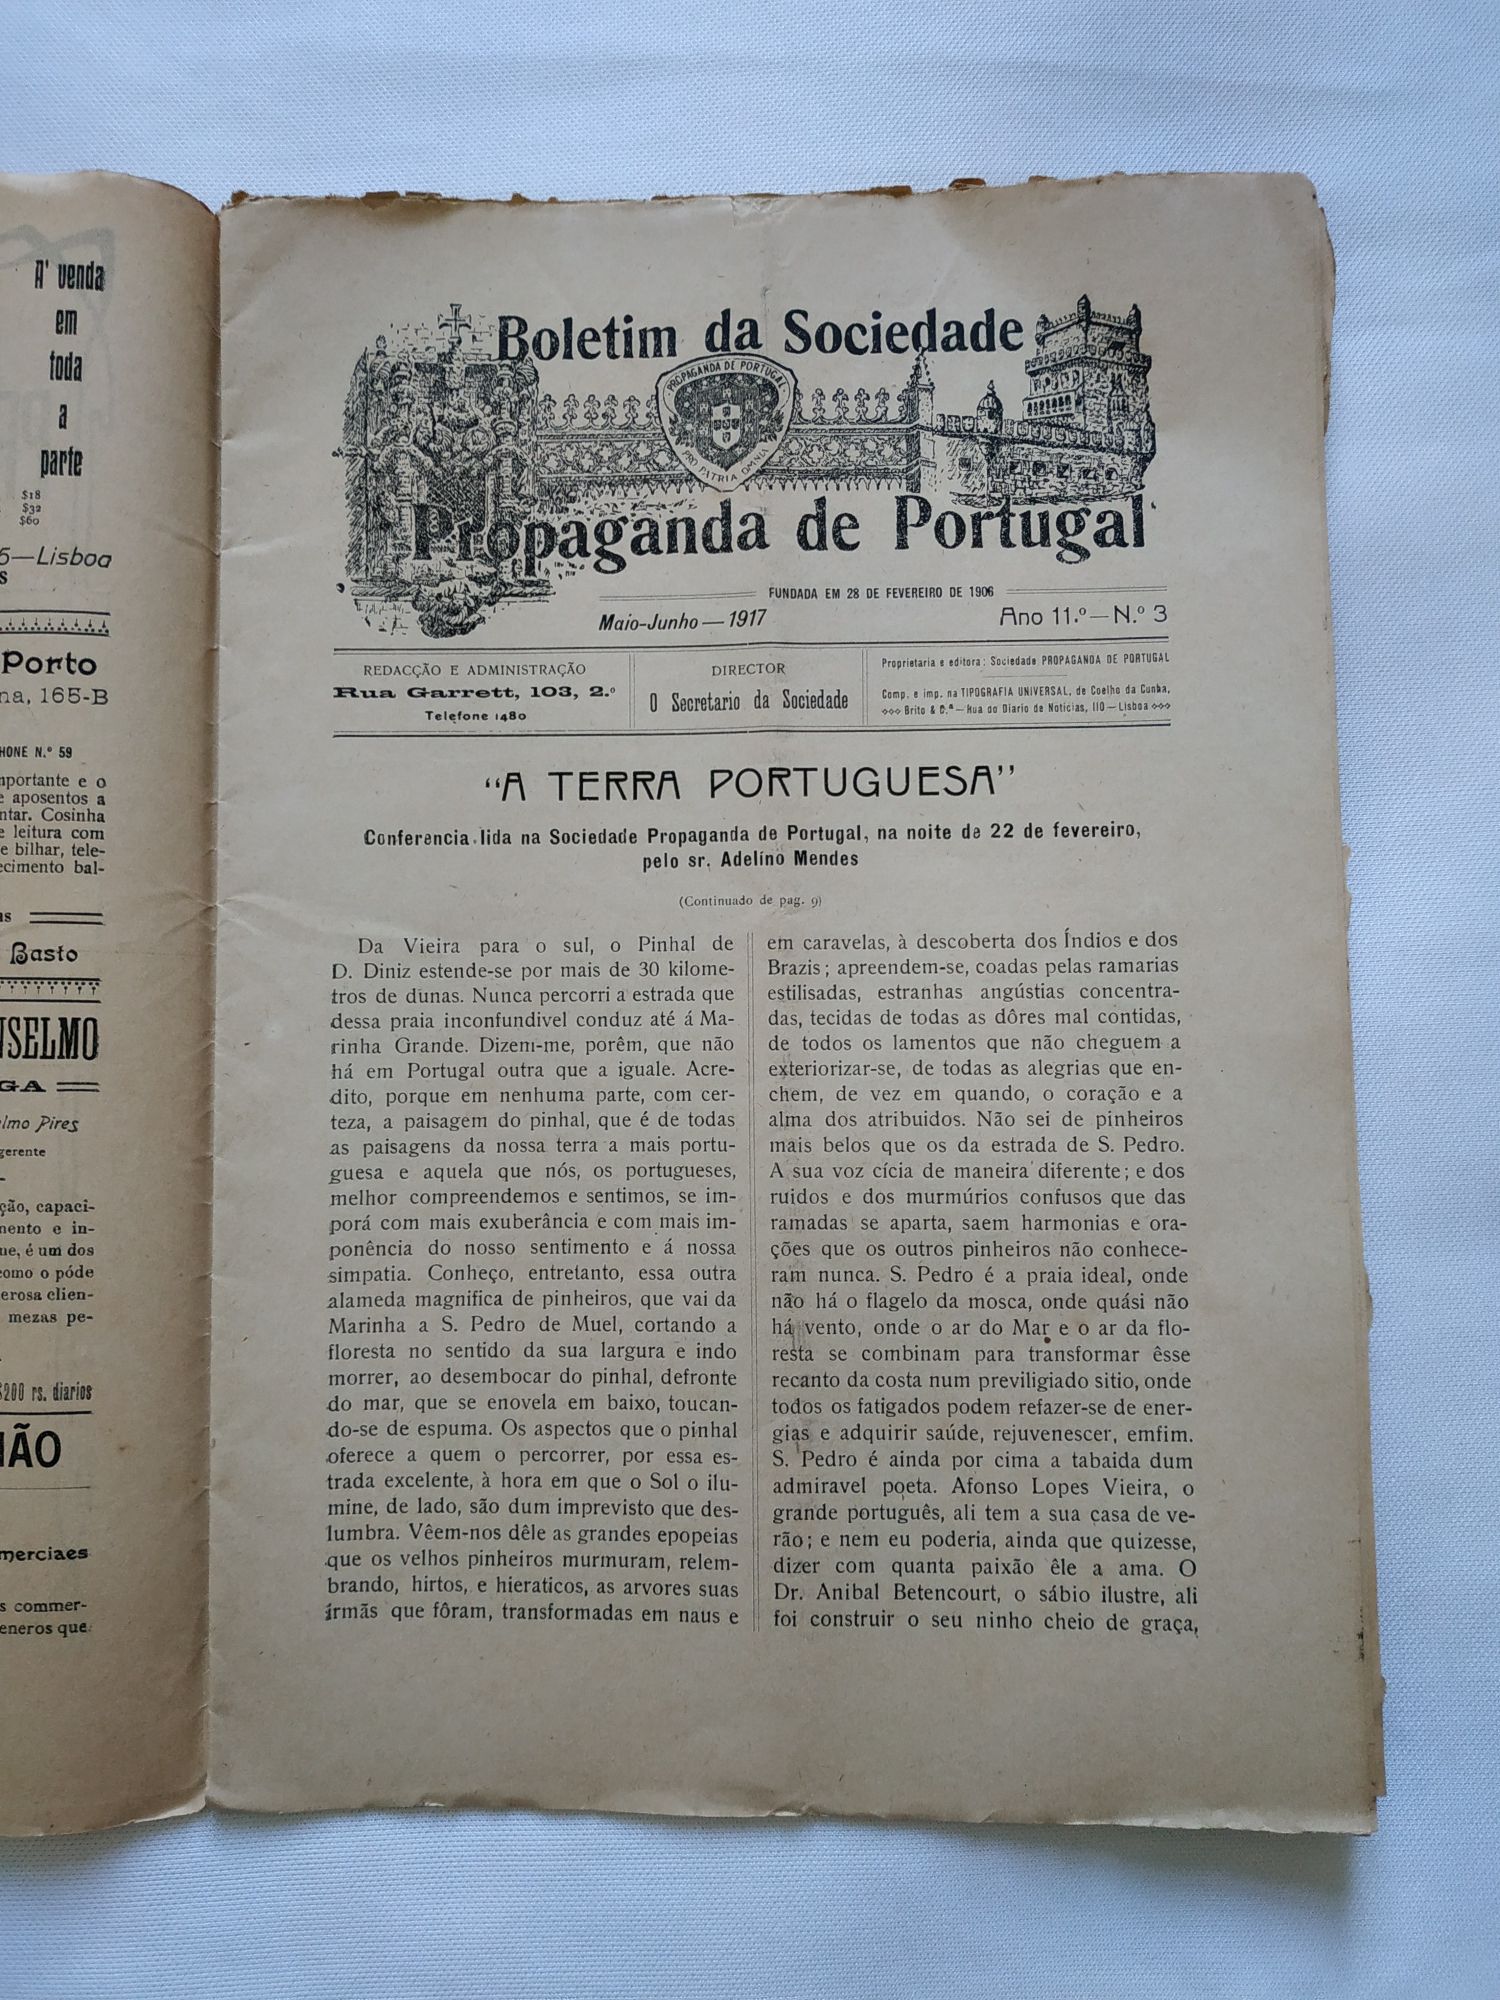 A' venda
em
toda
a
parte
$18
$32
$60
5—Lisboa
S
Porto
na, 165-B
HONE N.º 59
mportante e o
e aposentos a
ntar. Cosinha
e leitura com
e bilhar, tele-
ecimento bal-
as
Basto
NSELMO
GA
elmo Pires
gerente
ção, capaci-
mento e in-
ue, é um dos
como o póde
erosa clien-
mezas pe-
$200 rs. diarios
ÃO
merciaes
s commer-
eneros que
Boletim da Sociedade
PROPAGANDA DE PORTUGAL
PRO PATRIA OMNIA
Propaganda de Portugal
FUNDADA EM 28 DE FEVEREIRO DE 1906
Maio-Junho — 1917
Ano 11.º — N.º 3
REDACÇÃO E ADMINISTRAÇÃO
Rua Garrett, 103, 2.º
Telefone 1480
DIRECTOR
O Secretario da Sociedade
Proprietaria e editora: Sociedade PROPAGANDA DE PORTUGAL
Comp. e imp. na TIPOGRAFIA UNIVERSAL, de Coelho da Cunha,
Brito & C.ª — Rua do Diario de Noticias, 110 — Lisboa
"A TERRA PORTUGUESA"
Conferencia lida na Sociedade Propaganda de Portugal, na noite de 22 de fevereiro,
pelo sr. Adelino Mendes
(Continuado de pag. 9)
Da Vieira para o sul, o Pinhal de
D. Diniz estende-se por mais de 30 kilome-
tros de dunas. Nunca percorri a estrada que
dessa praia inconfundivel conduz até á Ma-
rinha Grande. Dizem-me, porêm, que não
há em Portugal outra que a iguale. Acre-
dito, porque em nenhuma parte, com cer-
teza, a paisagem do pinhal, que é de todas
as paisagens da nossa terra a mais portu-
guesa e aquela que nós, os portugueses,
melhor compreendemos e sentimos, se im-
porá com mais exuberância e com mais im-
ponência do nosso sentimento e á nossa
simpatia. Conheço, entretanto, essa outra
alameda magnifica de pinheiros, que vai da
Marinha a S. Pedro de Muel, cortando a
floresta no sentido da sua largura e indo
morrer, ao desembocar do pinhal, defronte
do mar, que se enovela em baixo, toucan-
do-se de espuma. Os aspectos que o pinhal
oferece a quem o percorrer, por essa es-
trada excelente, à hora em que o Sol o ilu-
mine, de lado, são dum imprevisto que des-
lumbra. Vêem-nos dêle as grandes epopeias
que os velhos pinheiros murmuram, relem-
brando, hirtos, e hieraticos, as arvores suas
irmãs que fôram, transformadas em naus e
em caravelas, à descoberta dos Índios e dos
Brazis; apreendem-se, coadas pelas ramarias
estilisadas, estranhas angústias concentra-
das, tecidas de todas as dôres mal contidas,
de todos os lamentos que não cheguem a
exteriorizar-se, de todas as alegrias que en-
chem, de vez em quando, o coração e a
alma dos atribuidos. Não sei de pinheiros
mais belos que os da estrada de S. Pedro.
A sua voz cícia de maneira diferente; e dos
ruidos e dos murmúrios confusos que das
ramadas se aparta, saem harmonias e ora-
ções que os outros pinheiros não conhece-
ram nunca. S. Pedro é a praia ideal, onde
não há o flagelo da mosca, onde quási não
há vento, onde o ar do Mar e o ar da flo-
resta se combinam para transformar êsse
recanto da costa num previligiado sitio, onde
todos os fatigados podem refazer-se de ener-
gias e adquirir saúde, rejuvenescer, emfim.
S. Pedro é ainda por cima a tabaida dum
admiravel poeta. Afonso Lopes Vieira, o
grande português, ali tem a sua casa de ve-
rão; e nem eu poderia, ainda que quizesse,
dizer com quanta paixão êle a ama. O
Dr. Anibal Betencourt, o sábio ilustre, ali
foi construir o seu ninho cheio de graça,